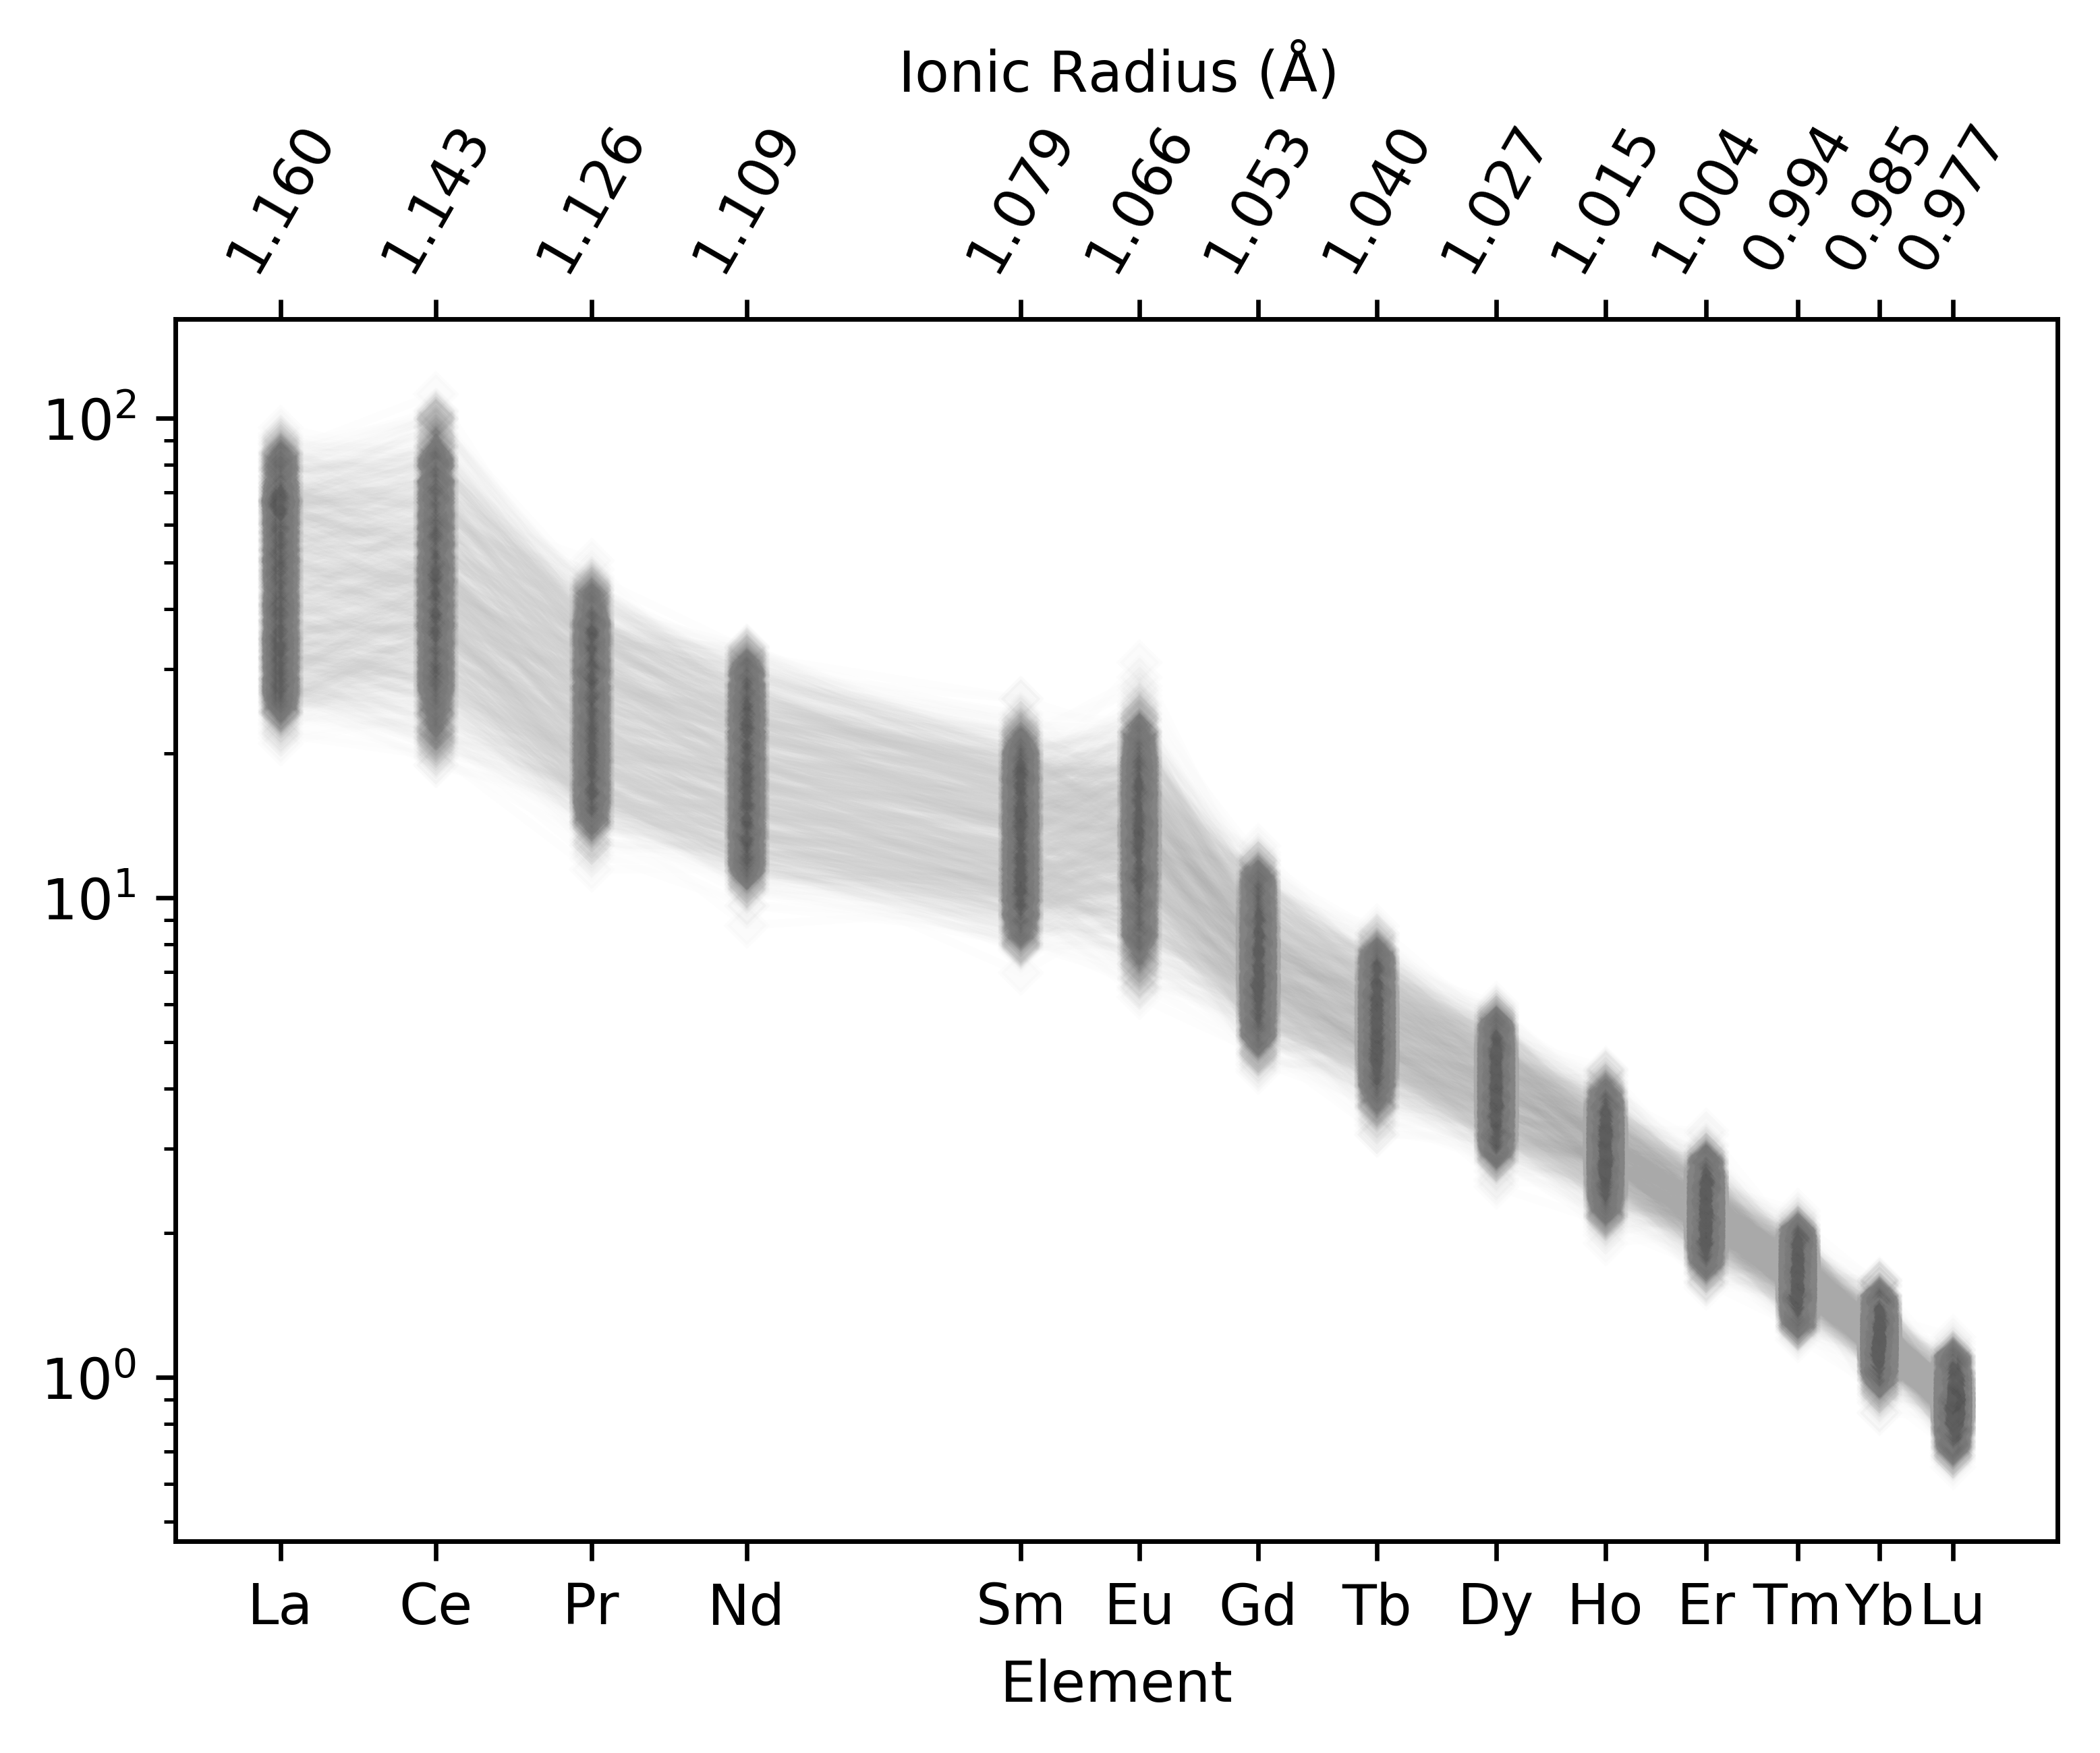 Ionic Radius (Å)
1.160 1.143 1.126 1.109 1.079 1.066 1.053 1.040 1.027 1.015 1.004 0.994 0.985 0.977
10²
10¹
10⁰
La Ce Pr Nd Sm Eu Gd Tb Dy Ho Er Tm Yb Lu
Element